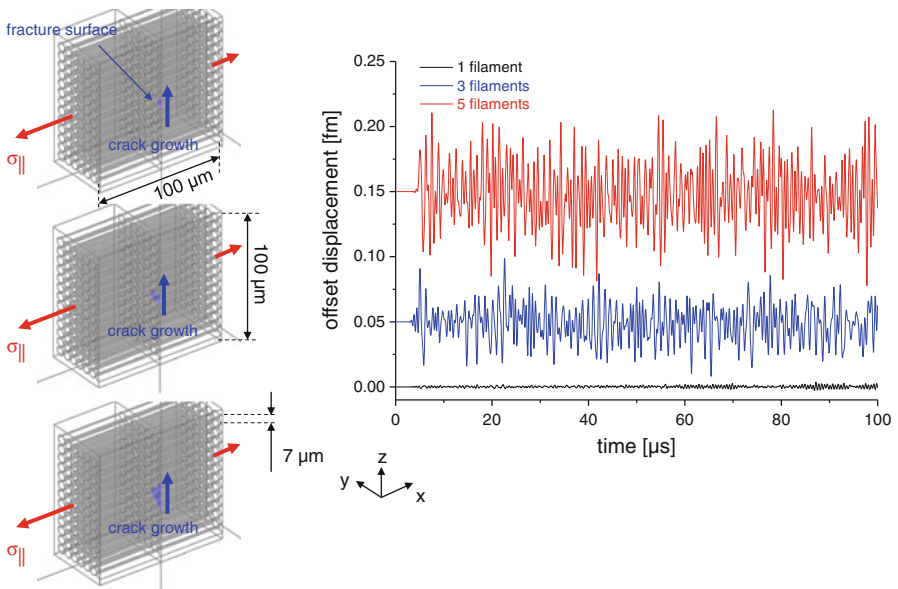 fracture surface
crack growth
σ||
100 µm
crack growth
σ||
100 µm
crack growth
σ||
7 µm
z
y
x
0.25
0.20
0.15
0.10
0.05
0.00
offset displacement [fm]
1 filament
3 filaments
5 filaments
0 20 40 60 80 100
time [µs]